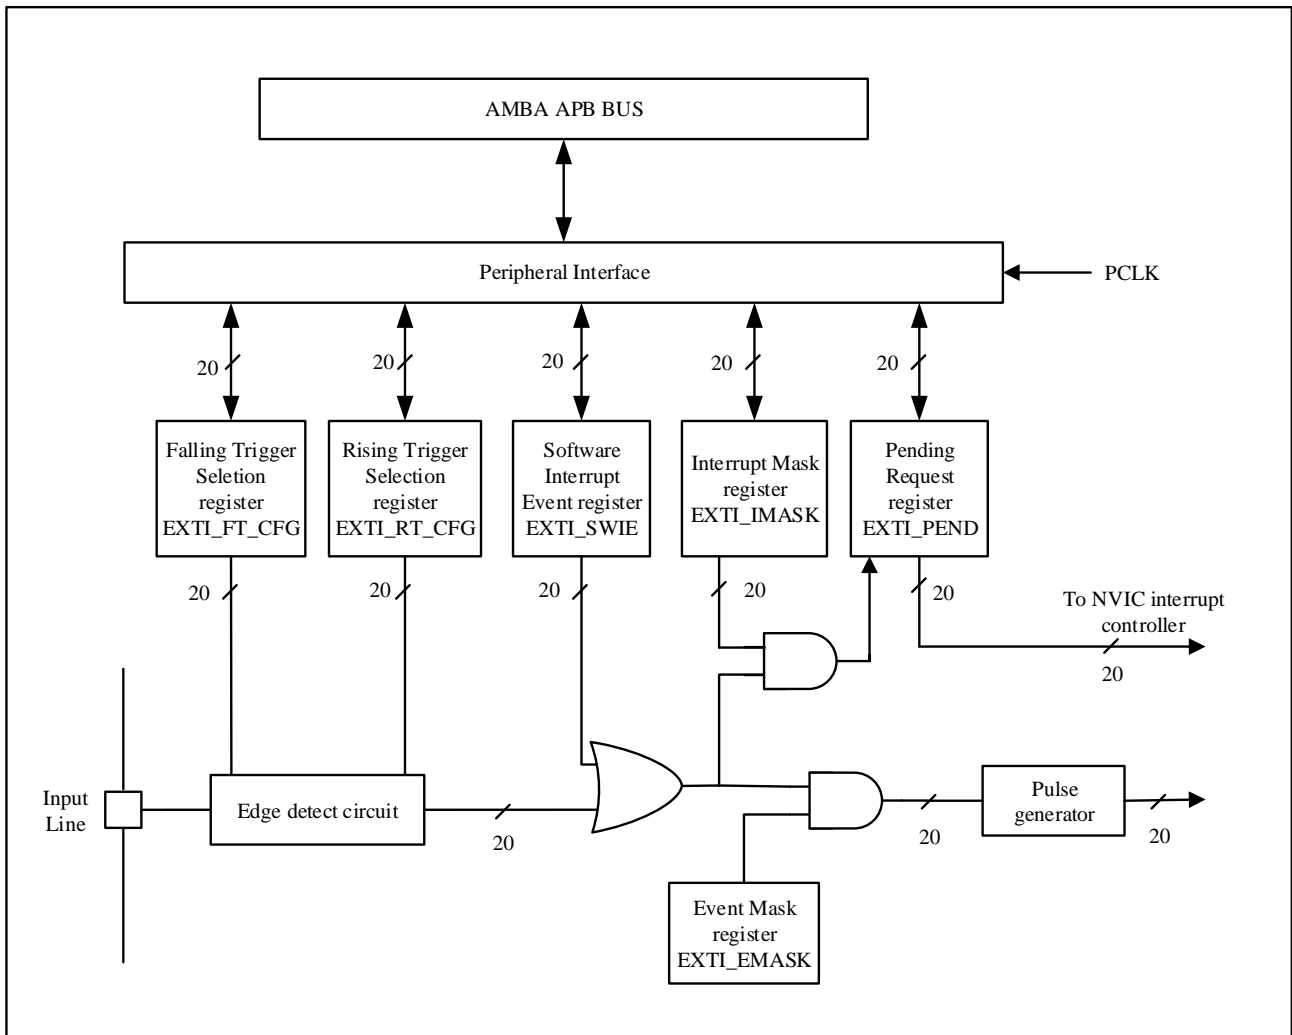 AMBA APB BUS
Peripheral Interface
PCLK
20
20
20
20
20
Falling Trigger
Seletion
register
EXTI_FT_CFG
Rising Trigger
Selection
register
EXTI_RT_CFG
Software
Interrupt
Event register
EXTI_SWIE
Interrupt Mask
register
EXTI_IMASK
Pending
Request
register
EXTI_PEND
20
20
20
20
20
To NVIC interrupt
controller
20
Input
Line
Edge detect circuit
20
20
Pulse
generator
20
Event Mask
register
EXTI_EMASK